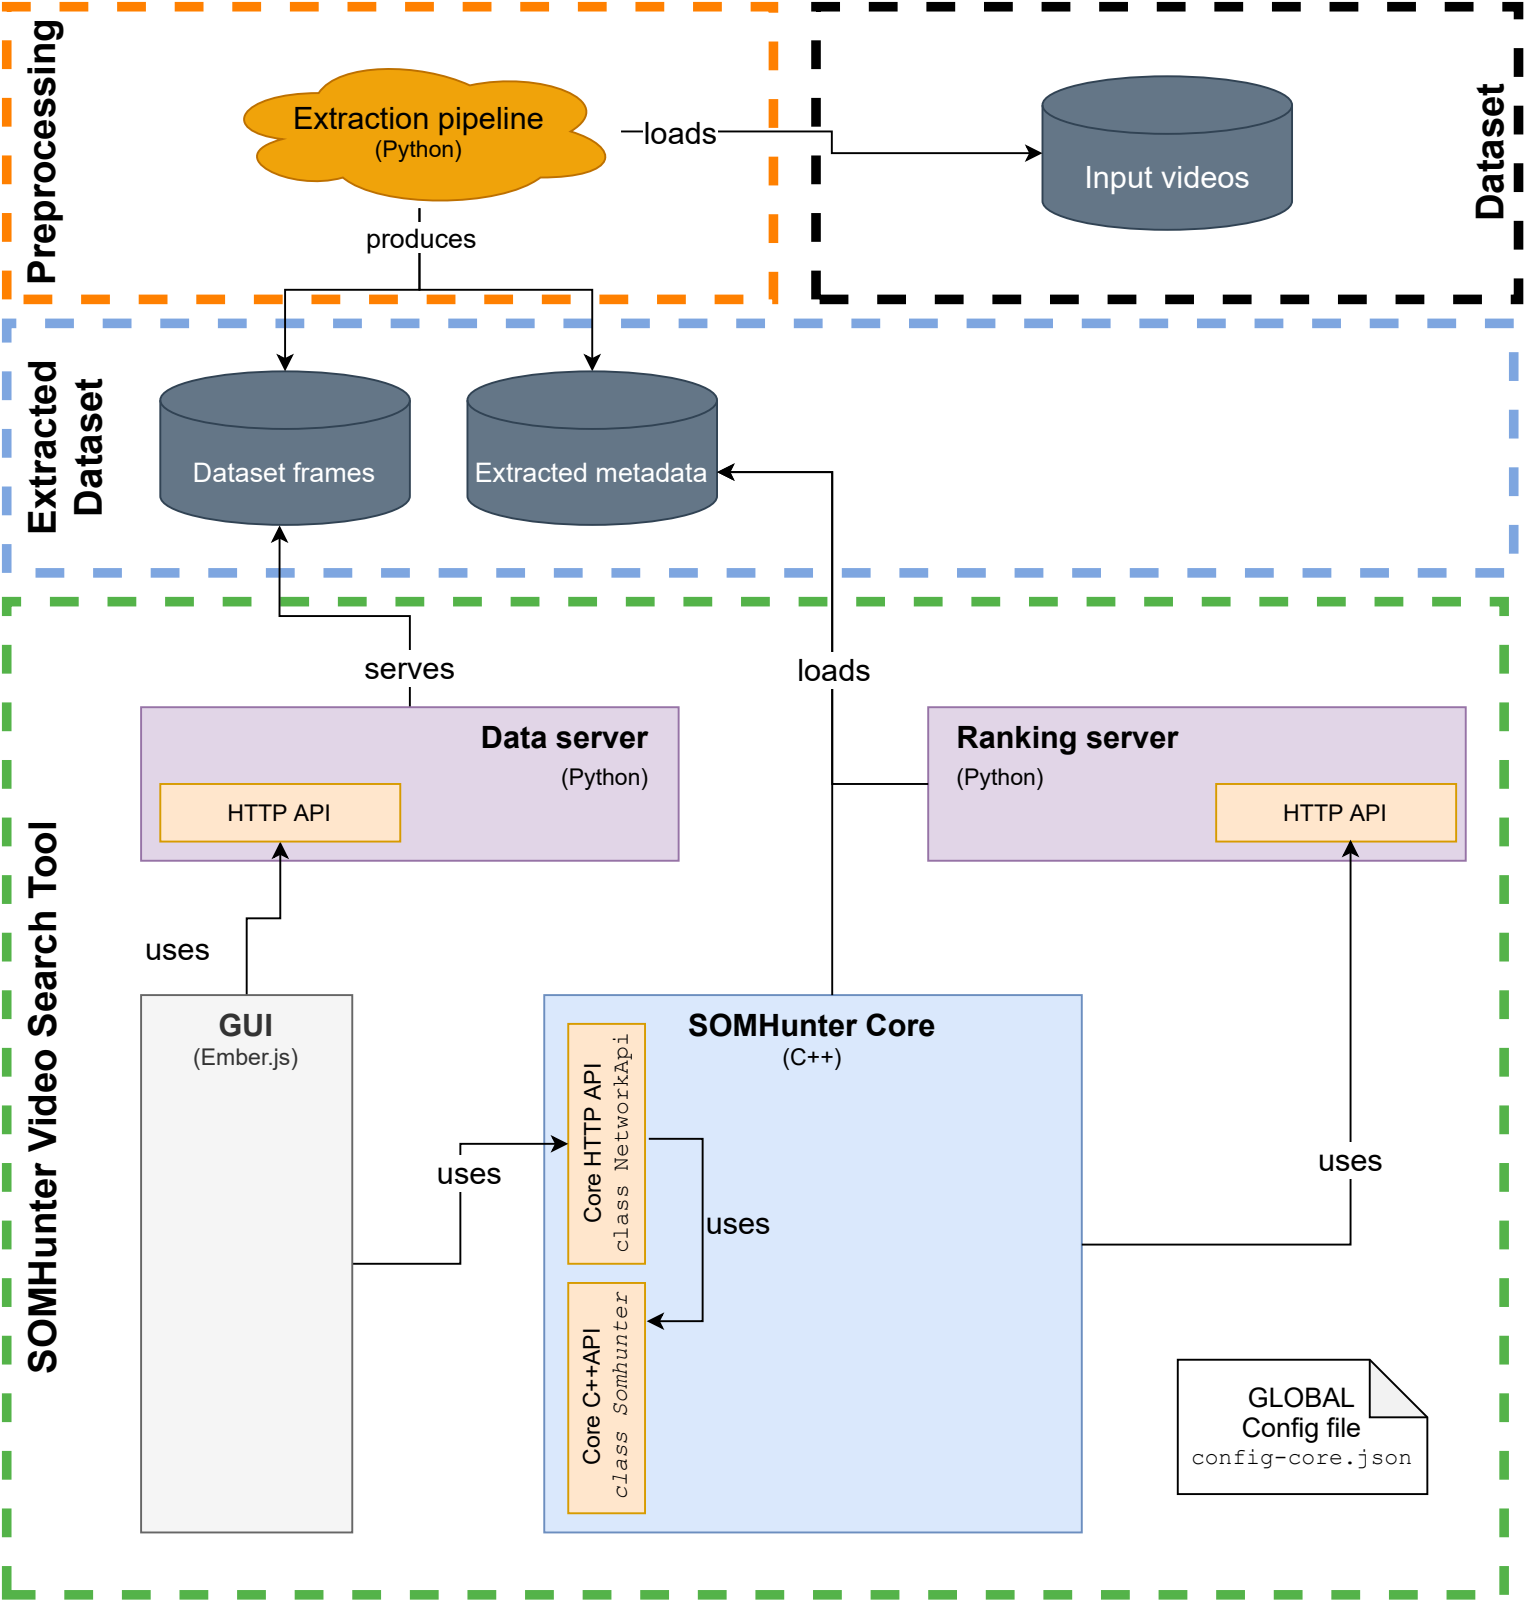 Preprocessing
Extraction pipeline
(Python)
loads
Input videos
Dataset
produces
Extracted
Dataset
Dataset frames
Extracted metadata
serves
loads
SOMHunter Video Search Tool
Data server
(Python)
HTTP API
Ranking server
(Python)
HTTP API
uses
GUI
(Ember.js)
uses
SOMHunter Core
(C++)
Core HTTP API
class NetworkApi
uses
Core C++API
class Somhunter
uses
GLOBAL
Config file
config-core.json